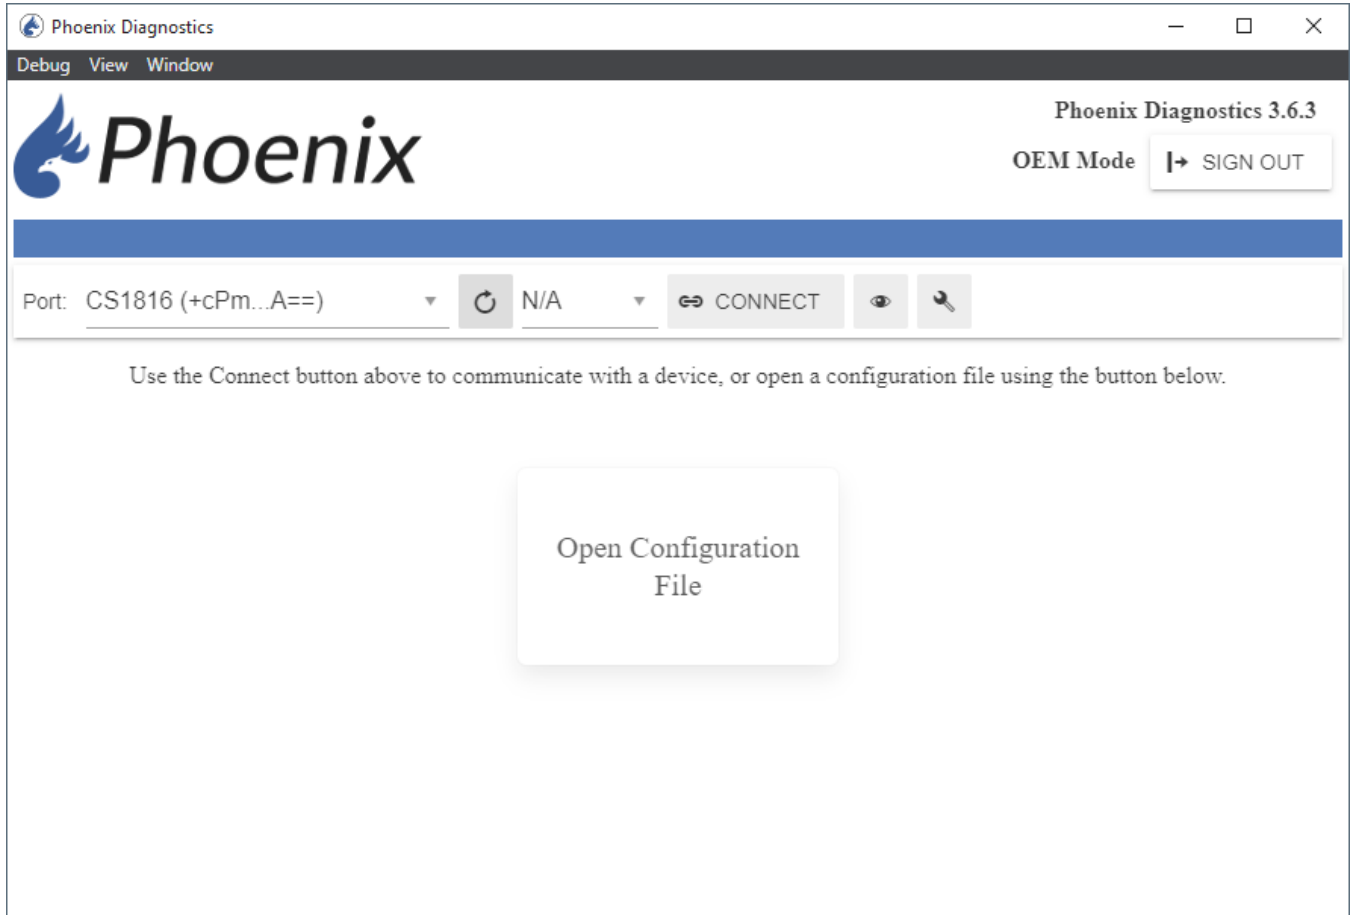 Phoenix Diagnostics
Debug View Window
Phoenix
Phoenix Diagnostics 3.6.3
OEM Mode SIGN OUT
Port: CS1816 (+cPm...A==) N/A CONNECT
Use the Connect button above to communicate with a device, or open a configuration file using the button below.
Open Configuration
File